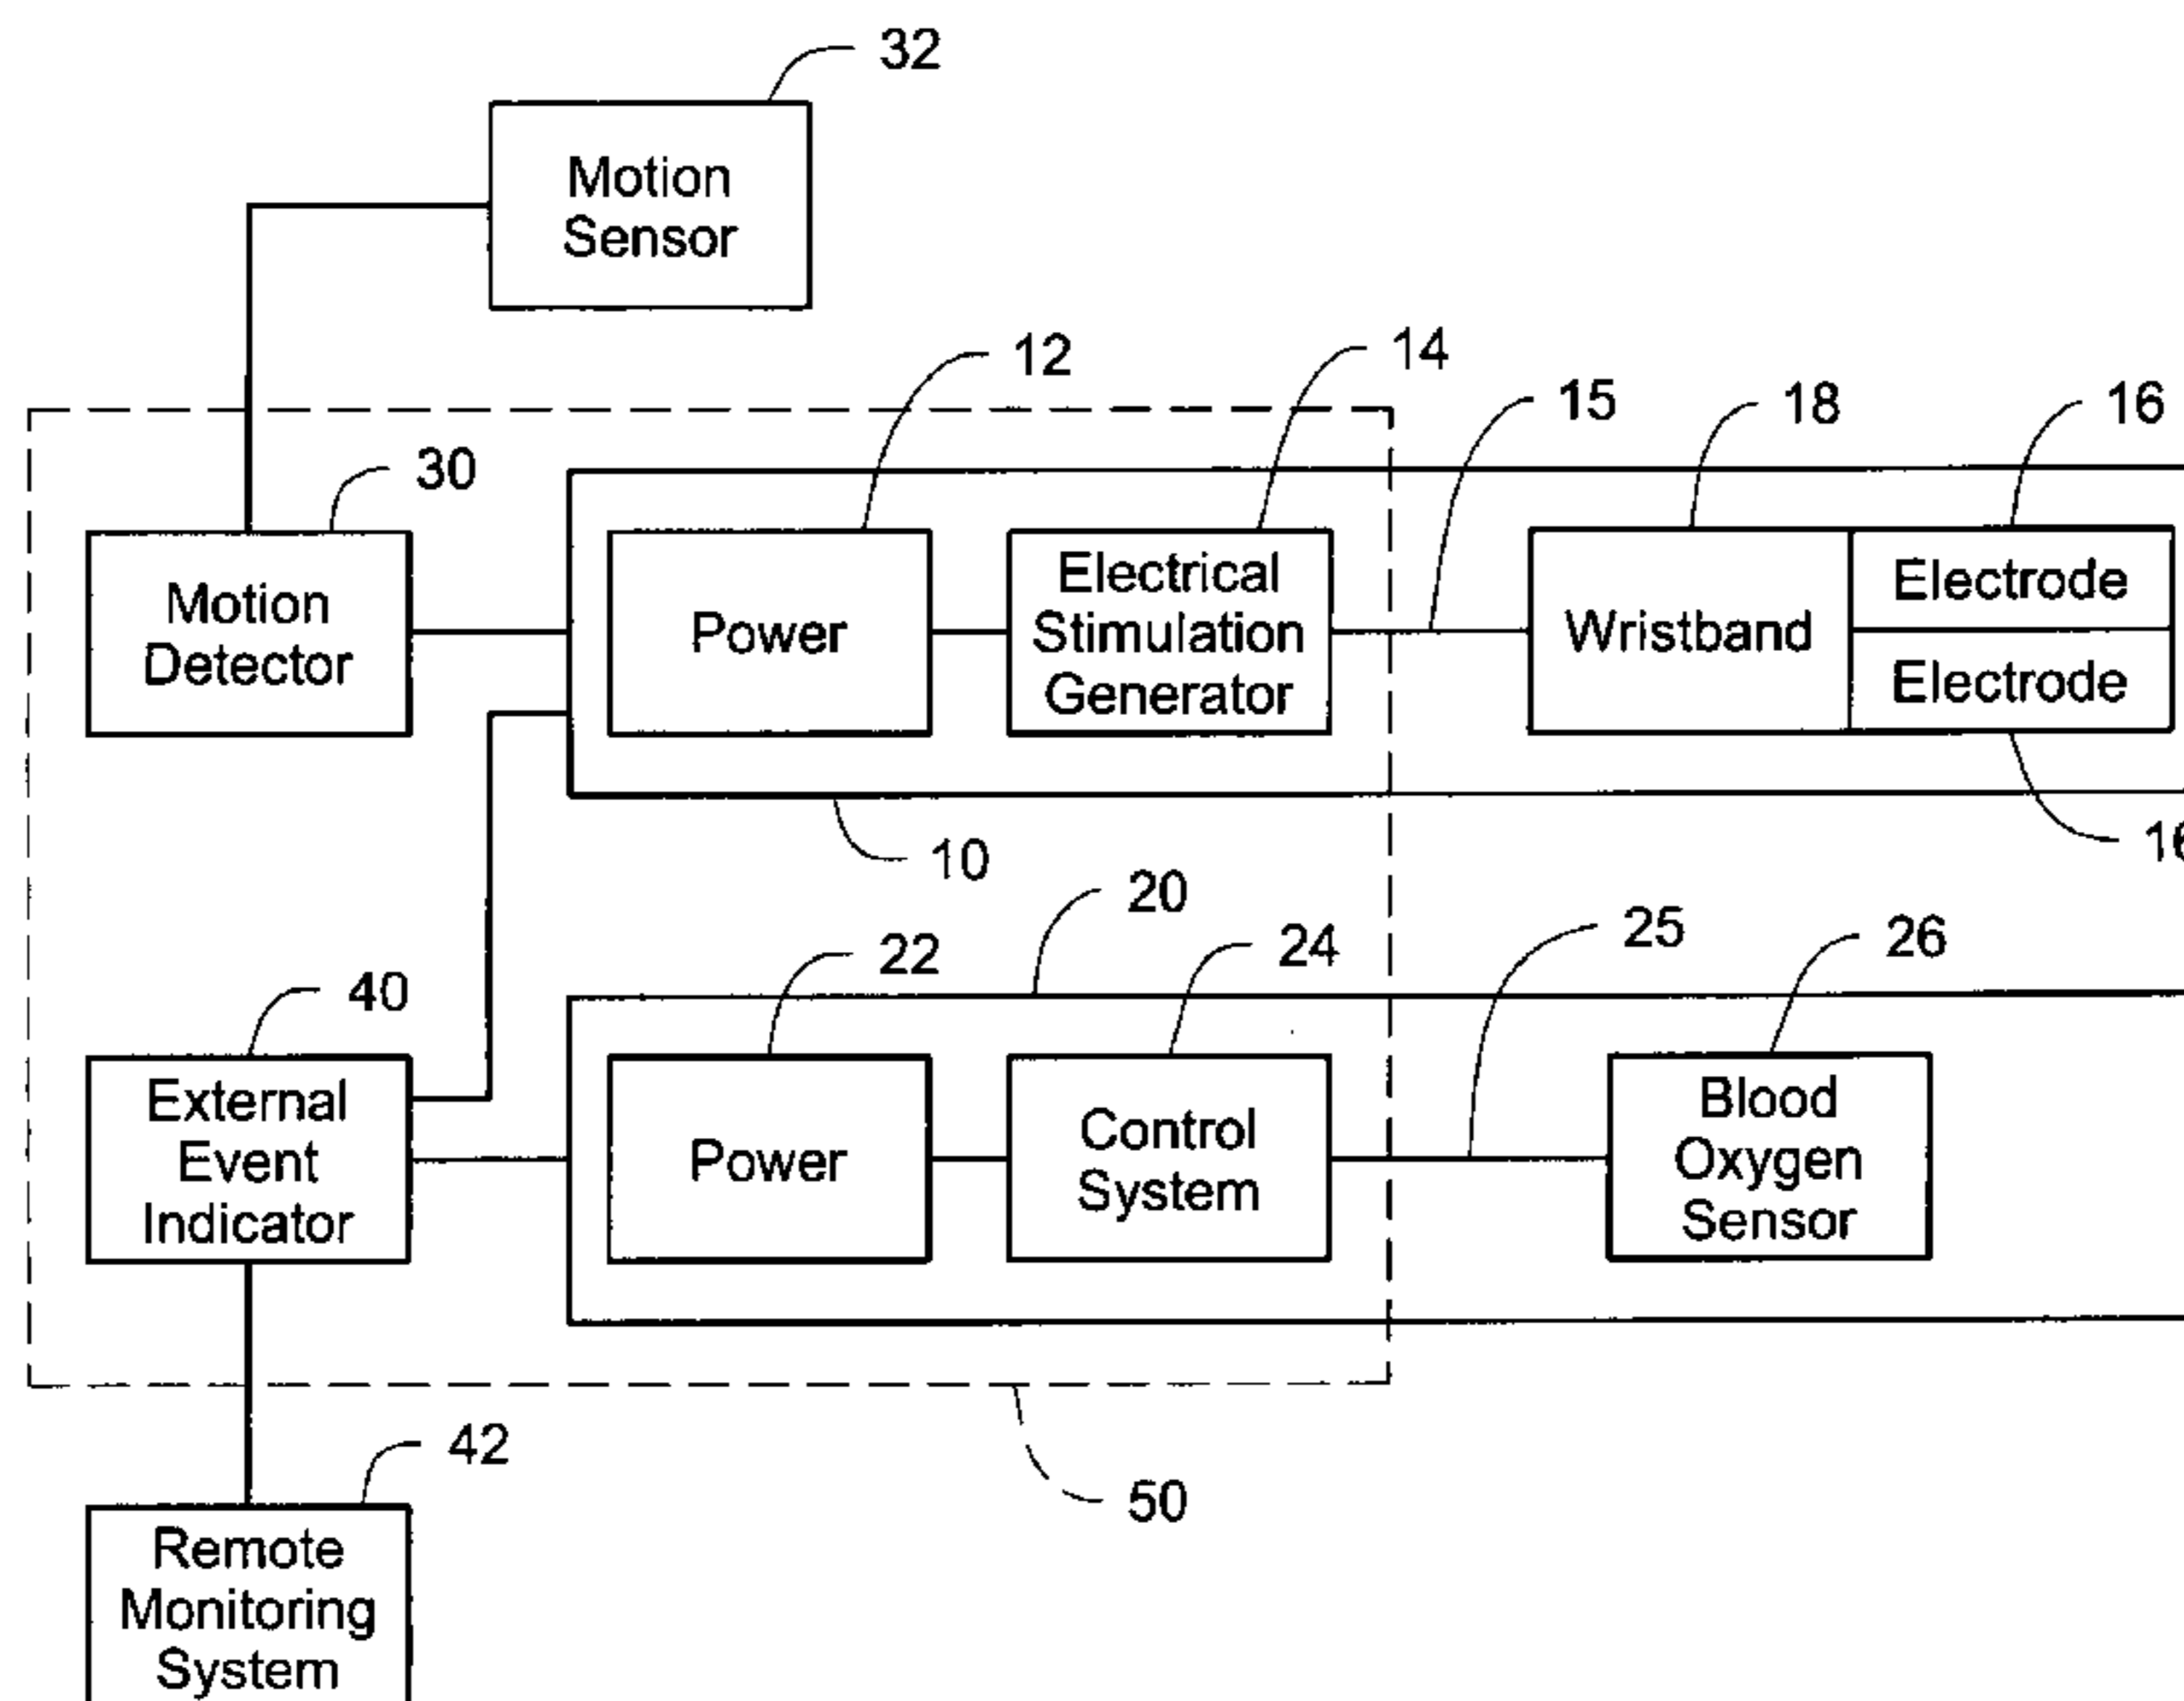 32
Motion
Sensor
12
14
15
18
16
30
Motion
Detector
Power
Electrical
Stimulation
Generator
Wristband
Electrode
Electrode
16
10
20
22
24
25
26
40
External
Event
Indicator
Power
Control
System
Blood
Oxygen
Sensor
42
50
Remote
Monitoring
System